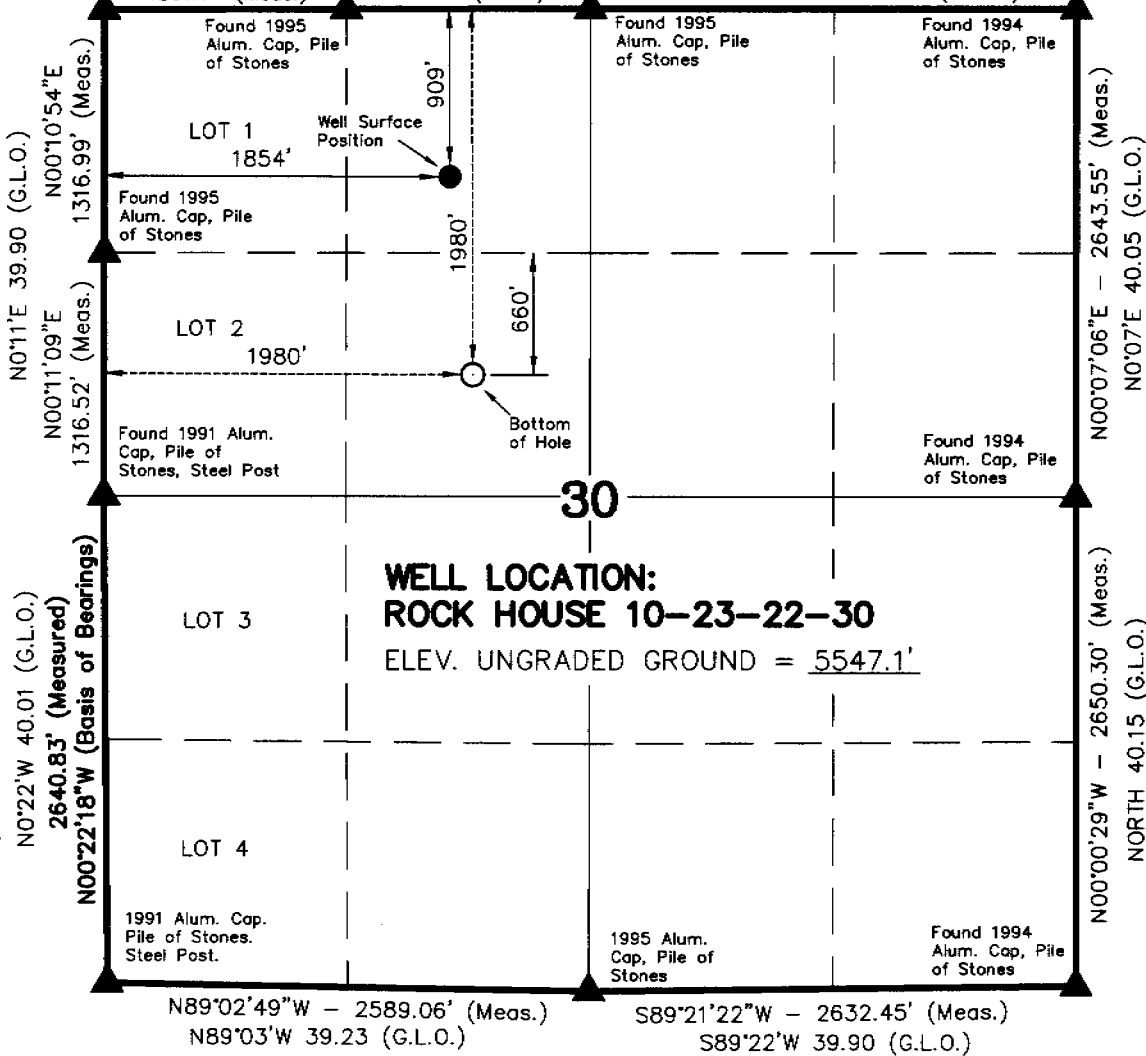 Found 1995
Alum. Cap, Pile
of Stones
Found 1995
Alum. Cap, Pile
of Stones
Found 1994
Alum. Cap, Pile
of Stones
N0°11'E 39.90 (G.L.O.)
N00°10'54"E
1316.99' (Meas.)
LOT 1
1854'
Well Surface
Position
909'
Found 1995
Alum. Cap, Pile
of Stones
1980'
660'
N00°11'09"E
1316.52' (Meas.)
LOT 2
1980'
Bottom
of Hole
Found 1991 Alum.
Cap, Pile of
Stones, Steel Post
Found 1994
Alum. Cap, Pile
of Stones
N00°07'06"E - 2643.55' (Meas.)
N0°07'E 40.05 (G.L.O.)
30
WELL LOCATION:
ROCK HOUSE 10-23-22-30
ELEV. UNGRADED GROUND = 5547.1'
LOT 3
N0°22'W 40.01 (G.L.O.)
2640.83' (Measured)
N00°22'18"W (Basis of Bearings)
LOT 4
N00°00'29"W - 2650.30' (Meas.)
NORTH 40.15 (G.L.O.)
1991 Alum. Cap.
Pile of Stones.
Steel Post.
1995 Alum.
Cap, Pile of
Stones
Found 1994
Alum. Cap, Pile
of Stones
N89°02'49"W - 2589.06' (Meas.)
N89°03'W 39.23 (G.L.O.)
S89°21'22"W - 2632.45' (Meas.)
S89°22'W 39.90 (G.L.O.)